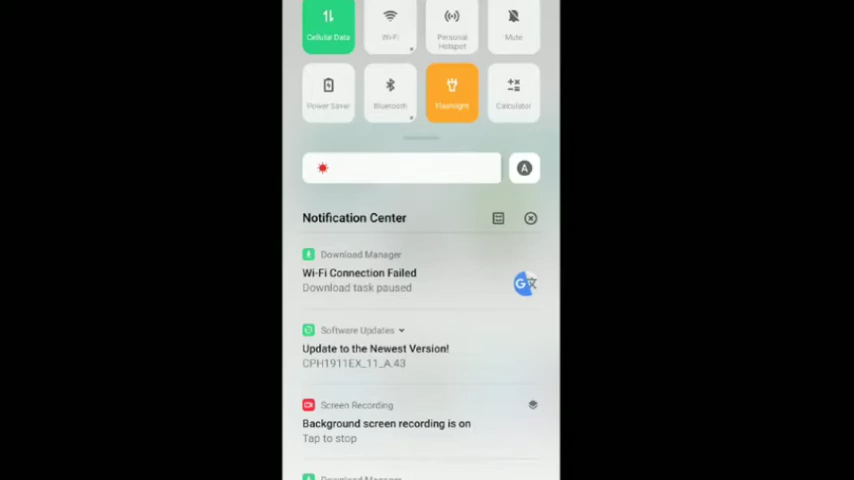 Cellular Data
Wi-Fi
Personal
Hotspot
Mute
Power Saver
Bluetooth
Flashlight
Calculator
A
Notification Center
Download Manager
Wi-Fi Connection Failed
Download task paused
G
Software Updates
Update to the Newest Version!
CPH1911EX_11_A.43
Screen Recording
Background screen recording is on
Tap to stop
Download Manager